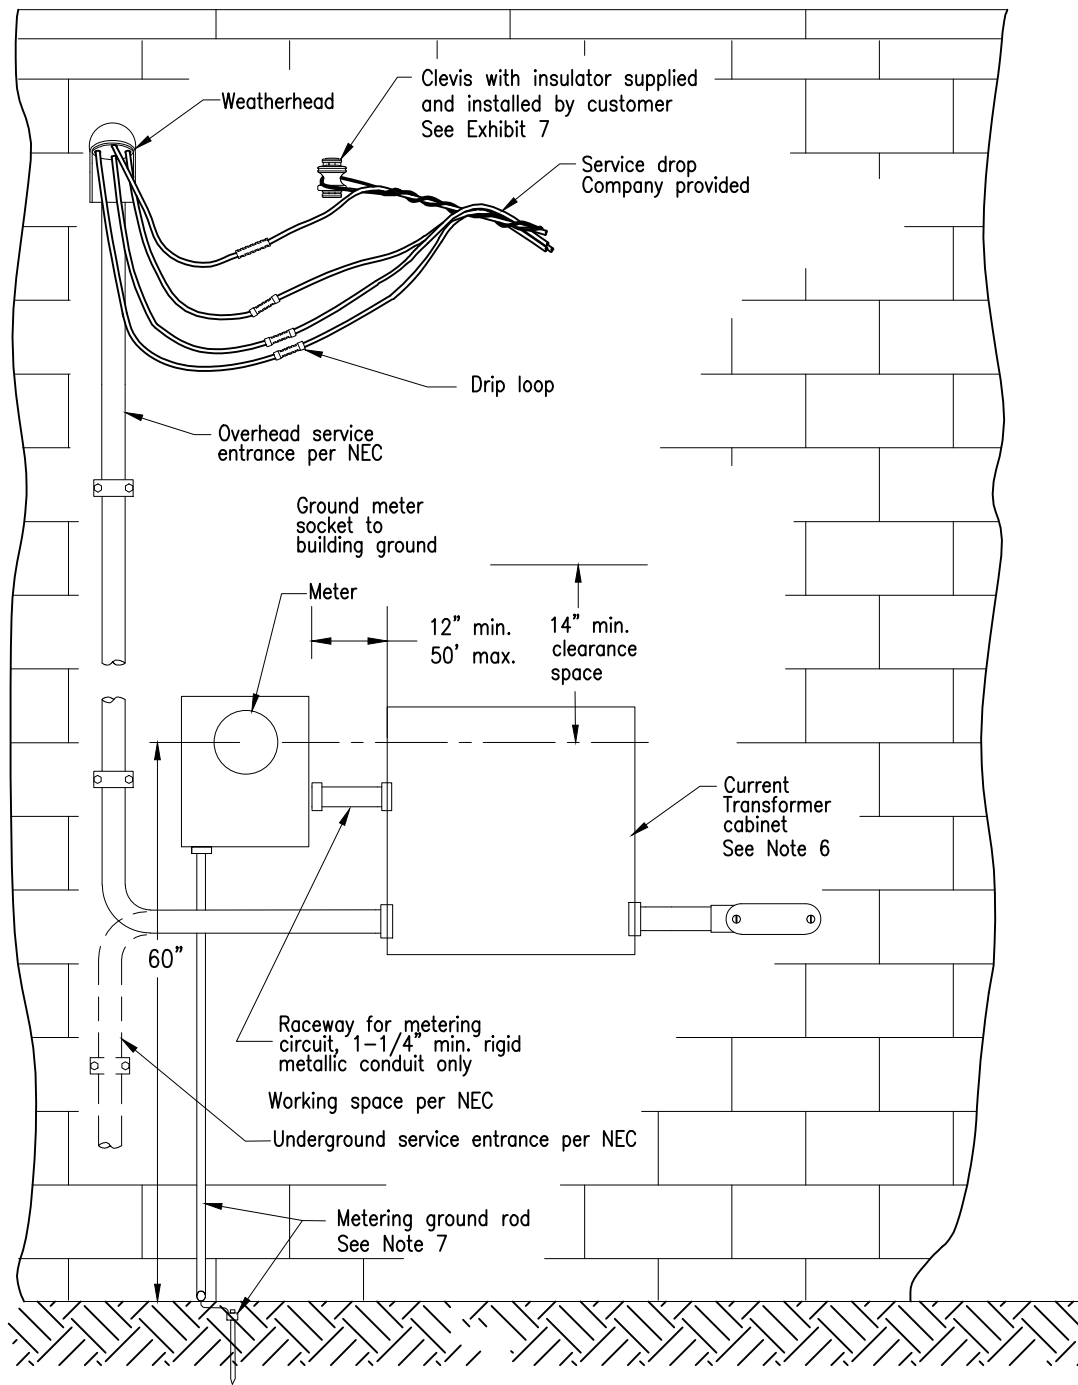 Clevis with insulator supplied
and installed by customer
See Exhibit 7
Weatherhead
Service drop
Company provided
Drip loop
Overhead service
entrance per NEC
Ground meter
socket to
building ground
Meter
12” min.
50’ max.
14” min.
clearance
space
Current
Transformer
cabinet
See Note 6
60”
Raceway for metering
circuit, 1-1/4” min. rigid
metallic conduit only
Working space per NEC
Underground service entrance per NEC
Metering ground rod
See Note 7